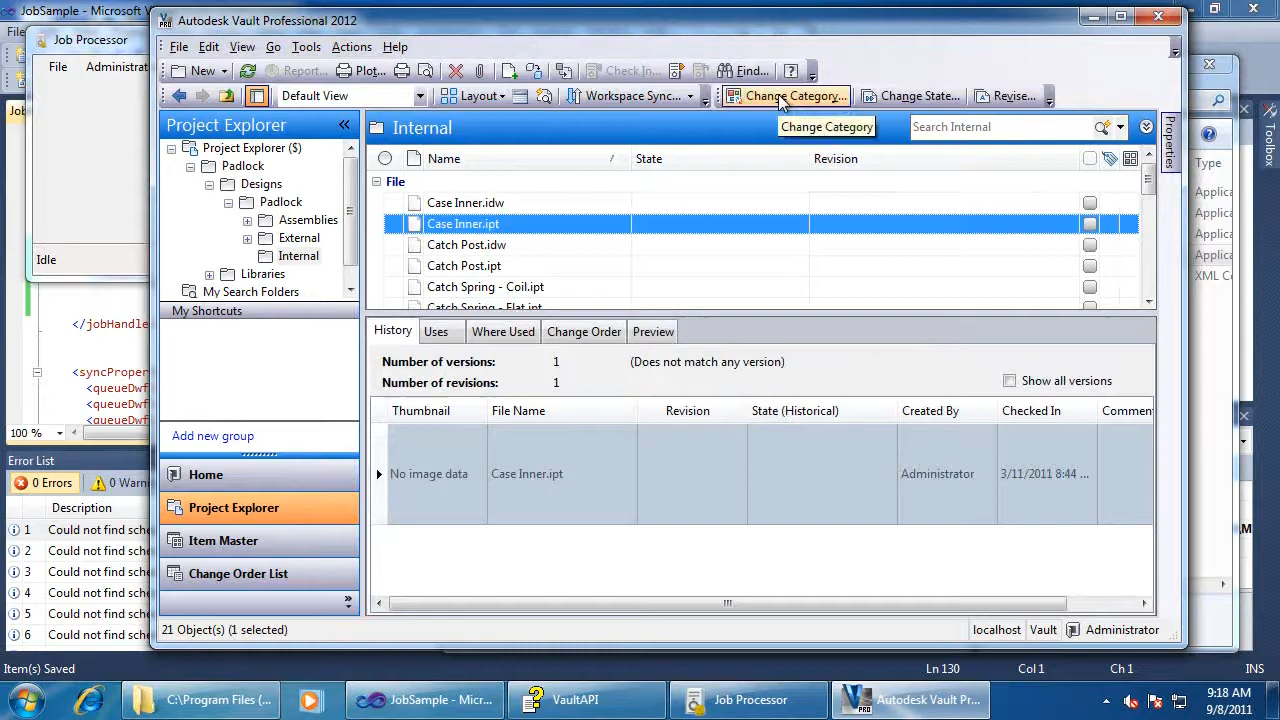 JobSample - Microsoft V
Autodesk Vault Professional 2012
File
Job Processor
File Edit View Go Tools Actions Help
File Administrat
New Report... Plot... Check In... Find...
Default View Layout Workspace Sync... Change Category... Change State... Revise...
Job
Project Explorer
Internal
Change Category
Search Internal
Properties
Toolbox
Project Explorer ($)
Name State Revision
Type
Padlock
File
Designs
Applica
Padlock
Case Inner.idw
Applica
Assemblies
Case Inner.ipt
Applica
External
Catch Post.idw
Applica
Internal
Catch Post.ipt
XML Co
Idle
Libraries
Catch Spring - Coil.ipt
My Search Folders
Catch Spring - Flat.ipt
My Shortcuts
</jobHandle
History Uses Where Used Change Order Preview
Number of versions: 1 (Does not match any version)
<syncProper
Number of revisions: 1
Show all versions
<queueDwf
<queueDwf
<queueDwf
Thumbnail File Name Revision State (Historical) Created By Checked In Commen
100 %
Add new group
Error List
No image data Case Inner.ipt Administrator 3/11/2011 8:44 ...
0 Errors 0 Warni
Home
Description
Project Explorer
1 Could not find sche
2 Could not find sche
Item Master
3 Could not find sche
Change Order List
4 Could not find sche
5 Could not find sche
6 Could not find sche
21 Object(s) (1 selected)
localhost Vault Administrator
Item(s) Saved
Ln 130 Col 1 Ch 1 INS
C:\Program Files (...
JobSample - Micros...
VaultAPI
Job Processor
Autodesk Vault Pr...
9:18 AM
9/8/2011